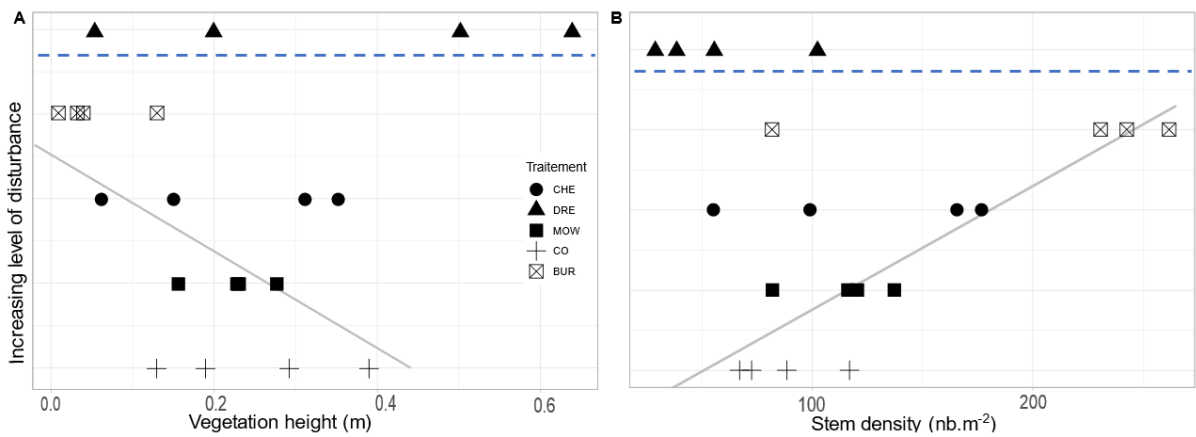 A
B
Increasing level of disturbance
Traitement
CHE
DRE
MOW
CO
BUR
0.0 0.2 0.4 0.6
Vegetation height (m)
100 200
Stem density (nb.m⁻²)